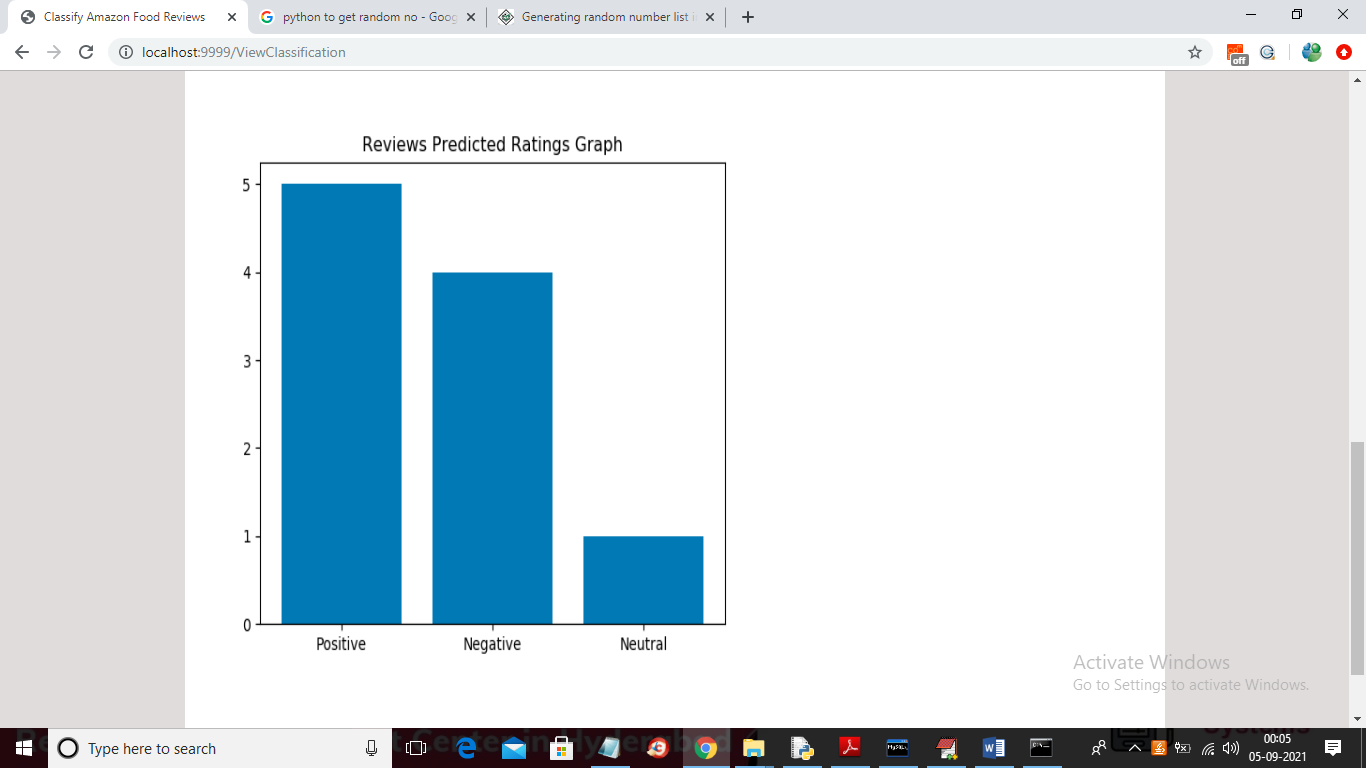 Classify Amazon Food Reviews
python to get random no - Goog
Generating random number list i
localhost:9999/ViewClassification
off
Reviews Predicted Ratings Graph
5
4
3
2
1
0
Positive
Negative
Neutral
Activate Windows
Go to Settings to activate Windows.
Type here to search
00:05
05-09-2021